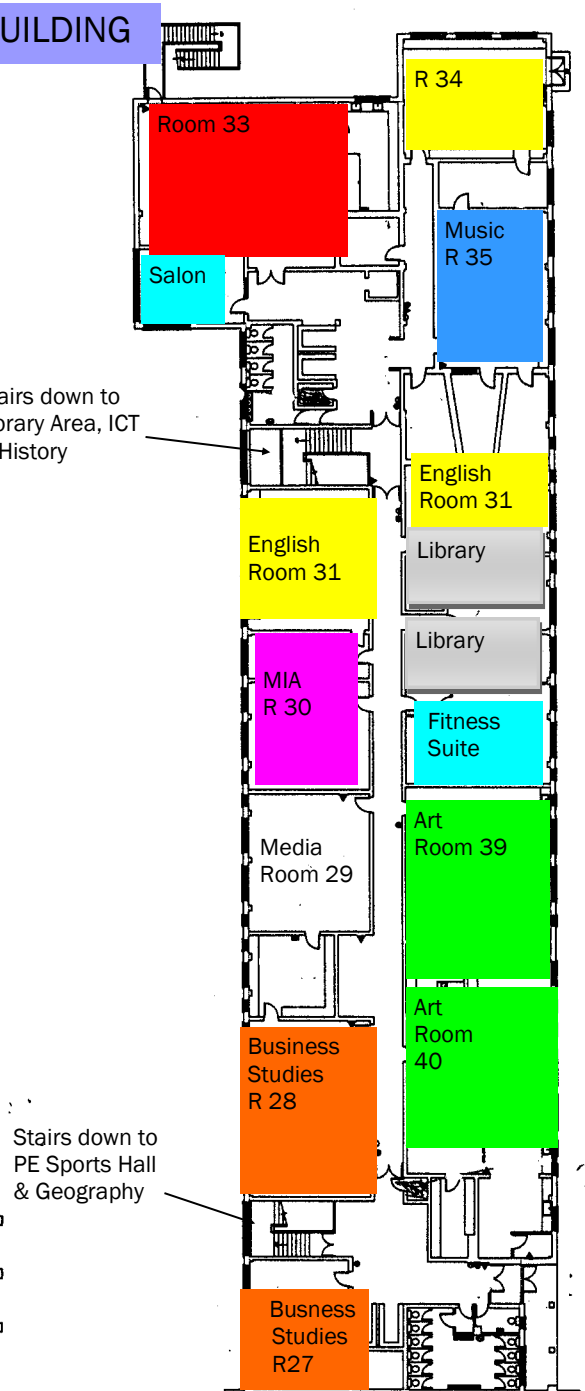 UILDING
R 34
Room 33
Music
R 35
Salon
airs down to
brary Area, ICT
History
English
Room 31
English
Room 31
Library
Library
MIA
R 30
Fitness
Suite
Art
Room 39
Media
Room 29
Art
Room
40
Business
Studies
R 28
Stairs down to
PE Sports Hall
& Geography
Busness
Studies
R27